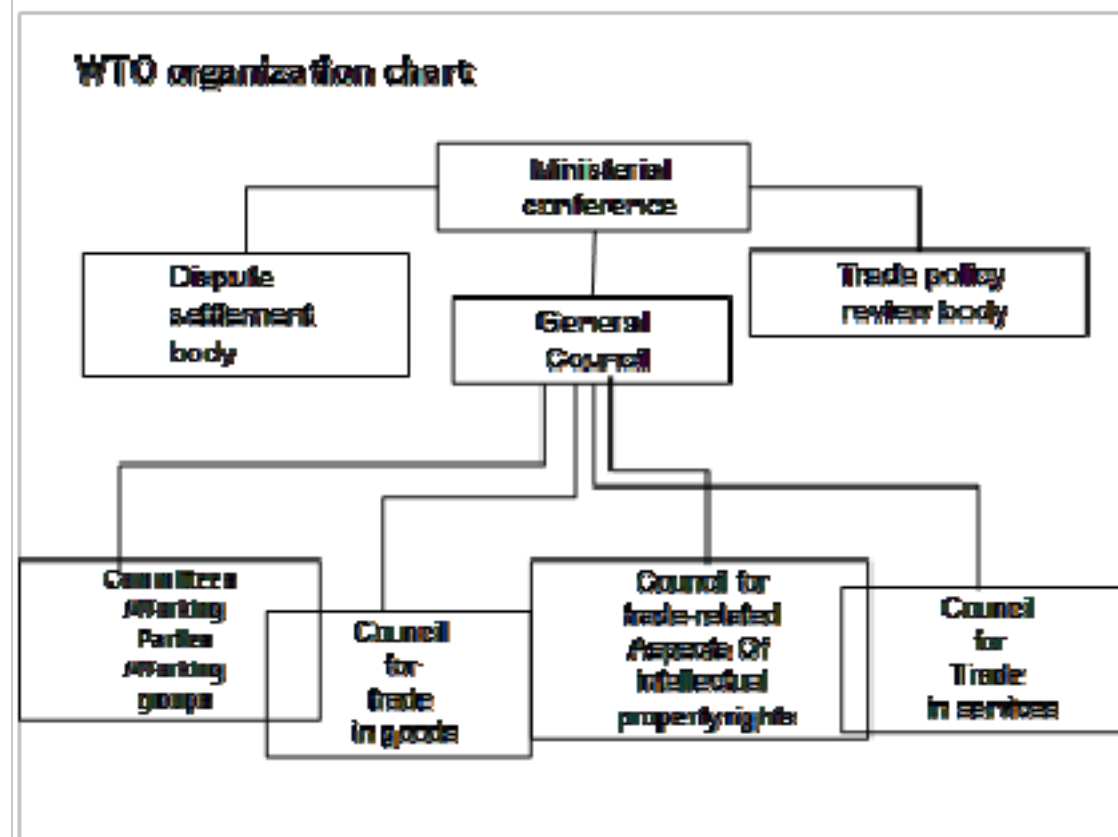 WTO organization chart
Ministerial
conference
Dispute
settlement
body
General
Council
Trade policy
review body
Committees
Working
Parties
Working
groups
Council
for
trade
in goods
Council for
trade-related
Aspects Of
intellectual
property rights
Council
for
Trade
in services